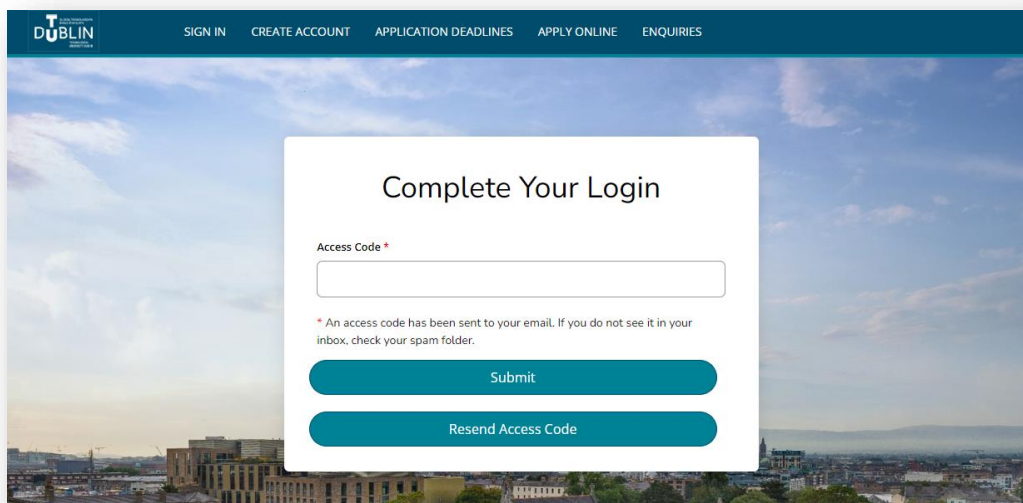 DUBLIN
SIGN IN CREATE ACCOUNT APPLICATION DEADLINES APPLY ONLINE ENQUIRIES
Complete Your Login
Access Code *
* An access code has been sent to your email. If you do not see it in your
inbox, check your spam folder.
Submit
Resend Access Code